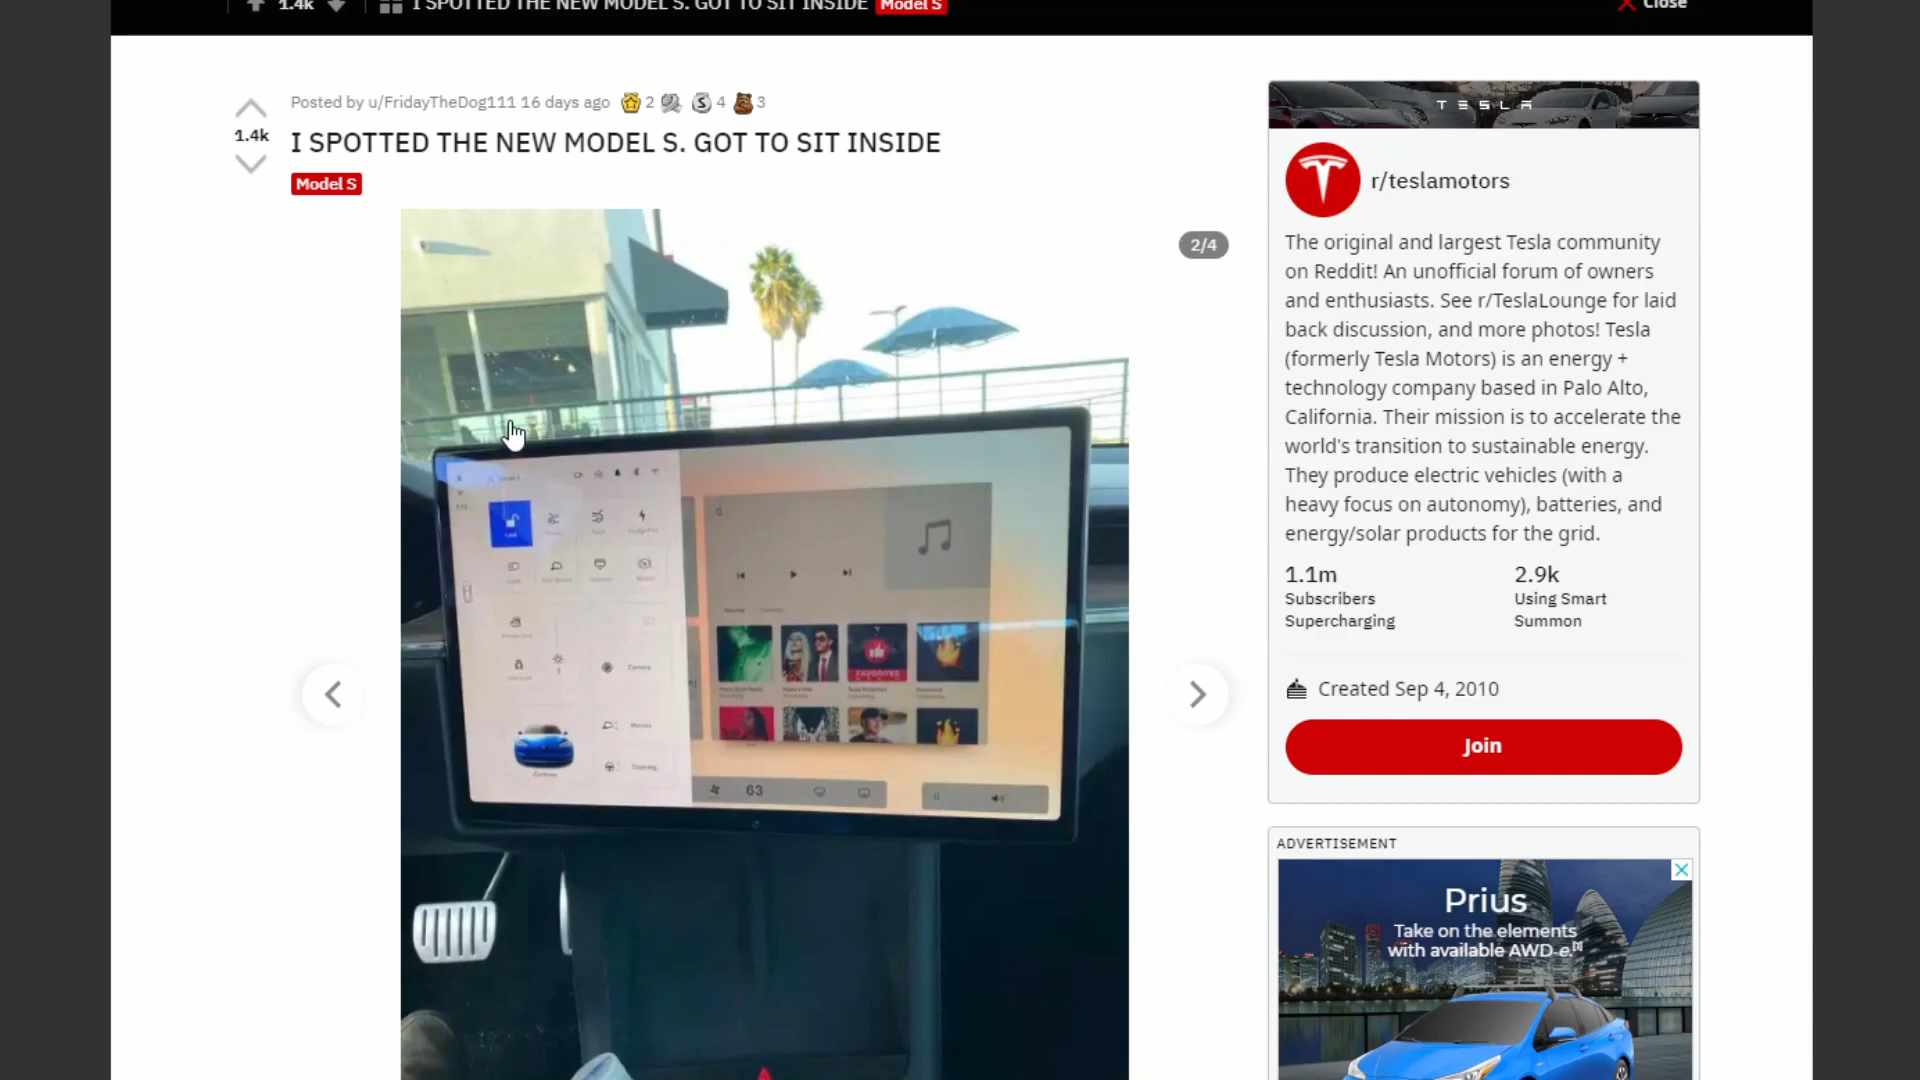 1.4k
I SPOTTED THE NEW MODEL S. GOT TO SIT INSIDE
Model S
Close
Posted by u/FridayTheDog111 16 days ago
2
4
3
1.4k
I SPOTTED THE NEW MODEL S. GOT TO SIT INSIDE
Model S
2/4
FAVORITES
Camera
63
TESLA
r/teslamotors
The original and largest Tesla community
on Reddit! An unofficial forum of owners
and enthusiasts. See r/TeslaLounge for laid
back discussion, and more photos! Tesla
(formerly Tesla Motors) is an energy +
technology company based in Palo Alto,
California. Their mission is to accelerate the
world's transition to sustainable energy.
They produce electric vehicles (with a
heavy focus on autonomy), batteries, and
energy/solar products for the grid.
1.1m
Subscribers
Supercharging
2.9k
Using Smart
Summon
Created Sep 4, 2010
Join
ADVERTISEMENT
Prius
Take on the elements
with available AWD-e.